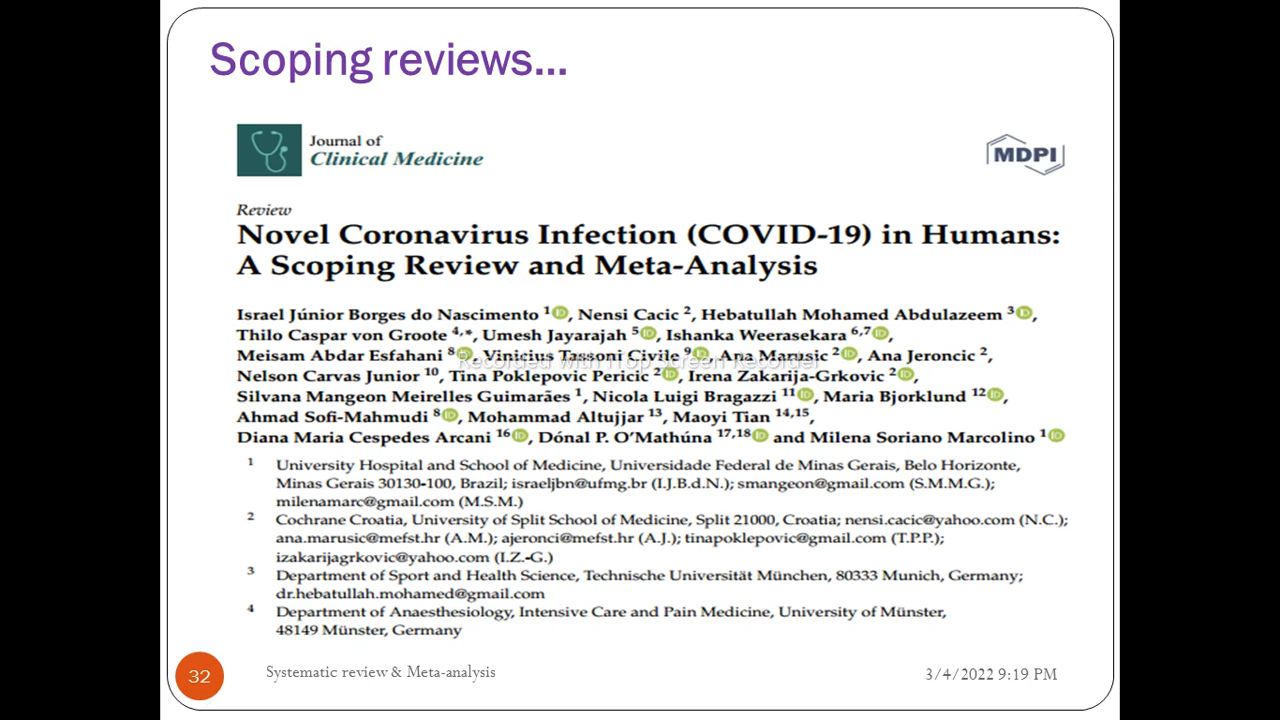 Scoping reviews...
Journal of
Clinical Medicine
MDPI
Review
Novel Coronavirus Infection (COVID-19) in Humans:
A Scoping Review and Meta-Analysis
Israel Júnior Borges do Nascimento 1, Nensi Cacic 2, Hebatullah Mohamed Abdulazeem 3,
Thilo Caspar von Groote 4,*, Umesh Jayarajah 5, Ishanka Weerasekara 6,7,
Meisam Abdar Esfahani 8, Vinicius Tassoni Civile 9, Ana Marusic 2, Ana Jeroncic 2,
Recorded with iTop Screen Recorder
Nelson Carvas Junior 10, Tina Poklepovic Pericic 2, Irena Zakarija-Grkovic 2,
Silvana Mangeon Meirelles Guimarães 1, Nicola Luigi Bragazzi 11, Maria Bjorklund 12,
Ahmad Sofi-Mahmudi 8, Mohammad Altujjar 13, Maoyi Tian 14,15,
Diana Maria Cespedes Arcani 16, Dónal P. O'Mathúna 17,18 and Milena Soriano Marcolino 1
1 University Hospital and School of Medicine, Universidade Federal de Minas Gerais, Belo Horizonte,
Minas Gerais 30130-100, Brazil; israeljbn@ufmg.br (I.J.B.d.N.); smangeon@gmail.com (S.M.M.G.);
milenamarc@gmail.com (M.S.M.)
2 Cochrane Croatia, University of Split School of Medicine, Split 21000, Croatia; nensi.cacic@yahoo.com (N.C.);
ana.marusic@mefst.hr (A.M.); ajeronci@mefst.hr (A.J.); tinapoklepovic@gmail.com (T.P.P.);
izakarijagrkovic@yahoo.com (I.Z.-G.)
3 Department of Sport and Health Science, Technische Universität München, 80333 Munich, Germany;
dr.hebatullah.mohamed@gmail.com
4 Department of Anaesthesiology, Intensive Care and Pain Medicine, University of Münster,
48149 Münster, Germany
32
Systematic review & Meta-analysis
3/4/2022 9:19 PM